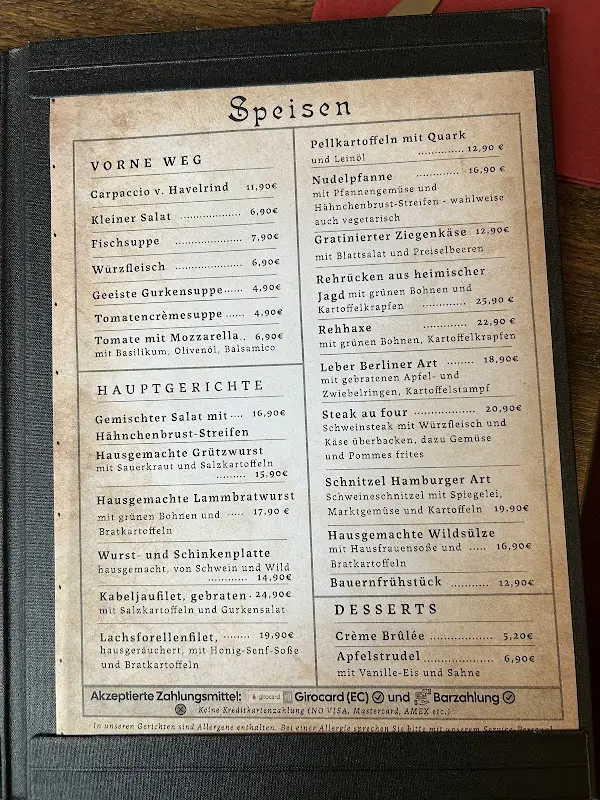 Speisen
VORNE WEG
Carpaccio v. Havelrind 11,90€
Kleiner Salat .................... 6,90€
Fischsuppe ...................... 7,90€
Würzfleisch ...................... 6,90€
Geeiste Gurkensuppe...... 4,90€
Tomatencrèmesuppe ...... 4,90€
Tomate mit Mozzarella.. 6,90€
mit Basilikum, Olivenöl, Balsamico
HAUPTGERICHTE
Gemischter Salat mit .... 16,90€
Hähnchenbrust-Streifen
Hausgemachte Grützwurst
mit Sauerkraut und Salzkartoffeln
......... 15,90€
Hausgemachte Lammbratwurst
mit grünen Bohnen und ..... 17,90 €
Bratkartoffeln
Wurst- und Schinkenplatte
hausgemacht, von Schwein und Wild
............ 14,90€
Kabeljaufilet, gebraten . 24,90€
mit Salzkartoffeln und Gurkensalat
Lachsforellenfilet, ........ 19,90€
hausgeräuchert, mit Honig-Senf-Soße
und Bratkartoffeln
Pellkartoffeln mit Quark
und Leinöl .............. 12,90 €
Nudelpfanne ............. 16,90 €
mit Pfannengemüse und
Hähnchenbrust-Streifen - wahlweise
auch vegetarisch
Gratinierter Ziegenkäse 12,90€
mit Blattsalat und Preiselbeeren
Rehrücken aus heimischer
Jagd mit grünen Bohnen und
Kartoffelkrapfen ............. 25,90 €
Rehhaxe ............. 22,90 €
mit grünen Bohnen, Kartoffelkrapfen
Leber Berliner Art ........ 18,90€
mit gebratenen Apfel- und
Zwiebelringen, Kartoffelstampf
Steak au four .................. 20,90€
Schweinsteak mit Würzfleisch und
Käse überbacken, dazu Gemüse
und Pommes frites
Schnitzel Hamburger Art
Schweineschnitzel mit Spiegelei,
Marktgemüse und Kartoffeln 19,90€
Hausgemachte Wildsülze
mit Hausfrauensoße und ..... 16,90€
Bratkartoffeln
Bauernfrühstück ........... 12,90€
DESSERTS
Crème Brûlée .................. 5,20€
Apfelstrudel ................... 6,90€
mit Vanille-Eis und Sahne
Akzeptierte Zahlungsmittel: girocard Girocard (EC) und Barzahlung
Keine Kreditkartenzahlung (NO VISA, Mastercard, AMEX etc.)
In unseren Gerichten sind Allergene enthalten. Bei einer Allergie sprechen Sie bitte mit unserem Service-Personal